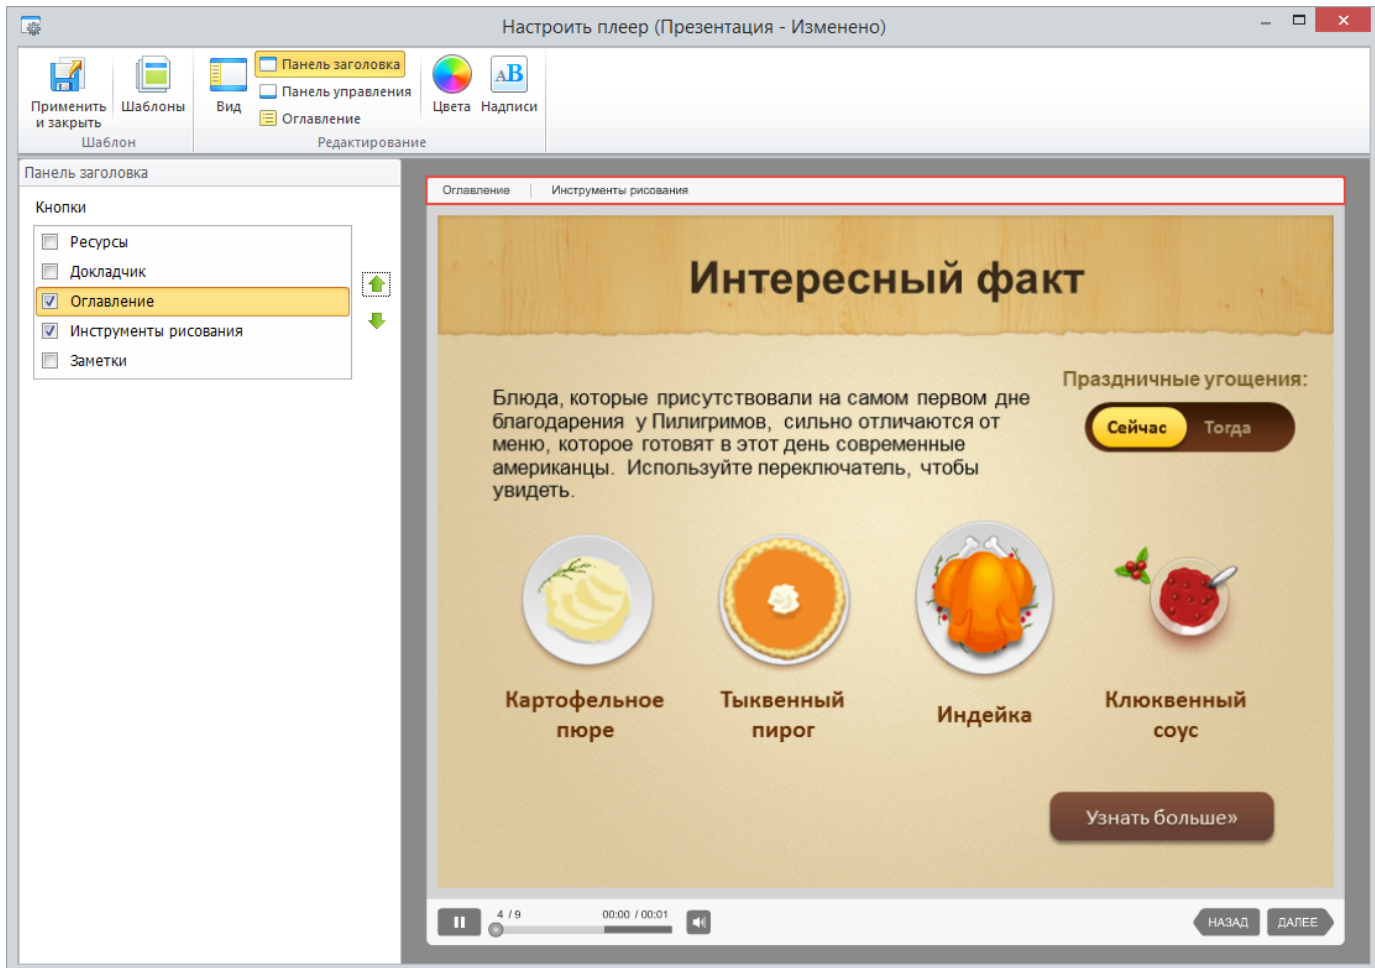 Настроить плеер (Презентация - Изменено)
Применить
и закрыть
Шаблоны
Вид
Панель заголовка
Панель управления
Оглавление
Цвета
AB
Надписи
Шаблон
Редактирование
Панель заголовка
Кнопки
Ресурсы
Докладчик
Оглавление
Инструменты рисования
Заметки
Оглавление
Инструменты рисования
Интересный факт
Блюда, которые присутствовали на самом первом дне
благодарения у Пилигримов, сильно отличаются от
меню, которое готовят в этот день современные
американцы. Используйте переключатель, чтобы
увидеть.
Праздничные угощения:
Сейчас
Тогда
Картофельное
пюре
Тыквенный
пирог
Индейка
Клюквенный
соус
Узнать больше»
4 / 9
00:00 / 00:01
НАЗАД
ДАЛЕЕ